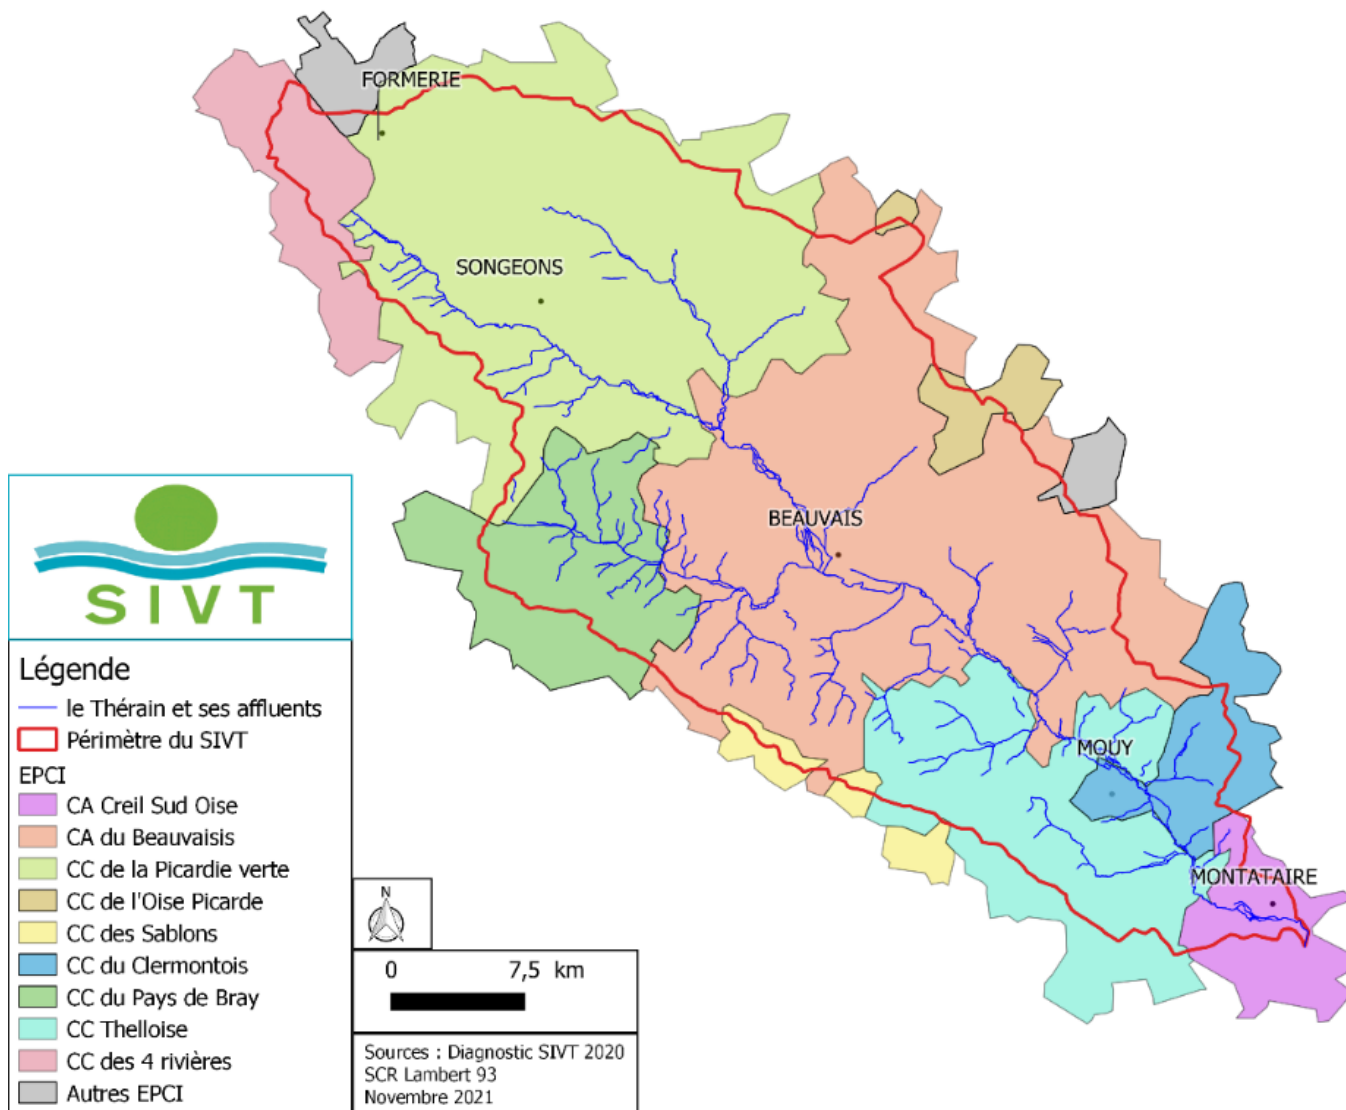 FORMERIE
SONGEONS
BEAUVAIS
MOUY
MONTATAIRE
SIVT
Légende
le Thérain et ses affluents
Périmètre du SIVT
EPCI
CA Creil Sud Oise
CA du Beauvaisis
CC de la Picardie verte
CC de l'Oise Picarde
CC des Sablons
CC du Clermontois
CC du Pays de Bray
CC Thelloise
CC des 4 rivières
Autres EPCI
N
0 7,5 km
Sources : Diagnostic SIVT 2020
SCR Lambert 93
Novembre 2021